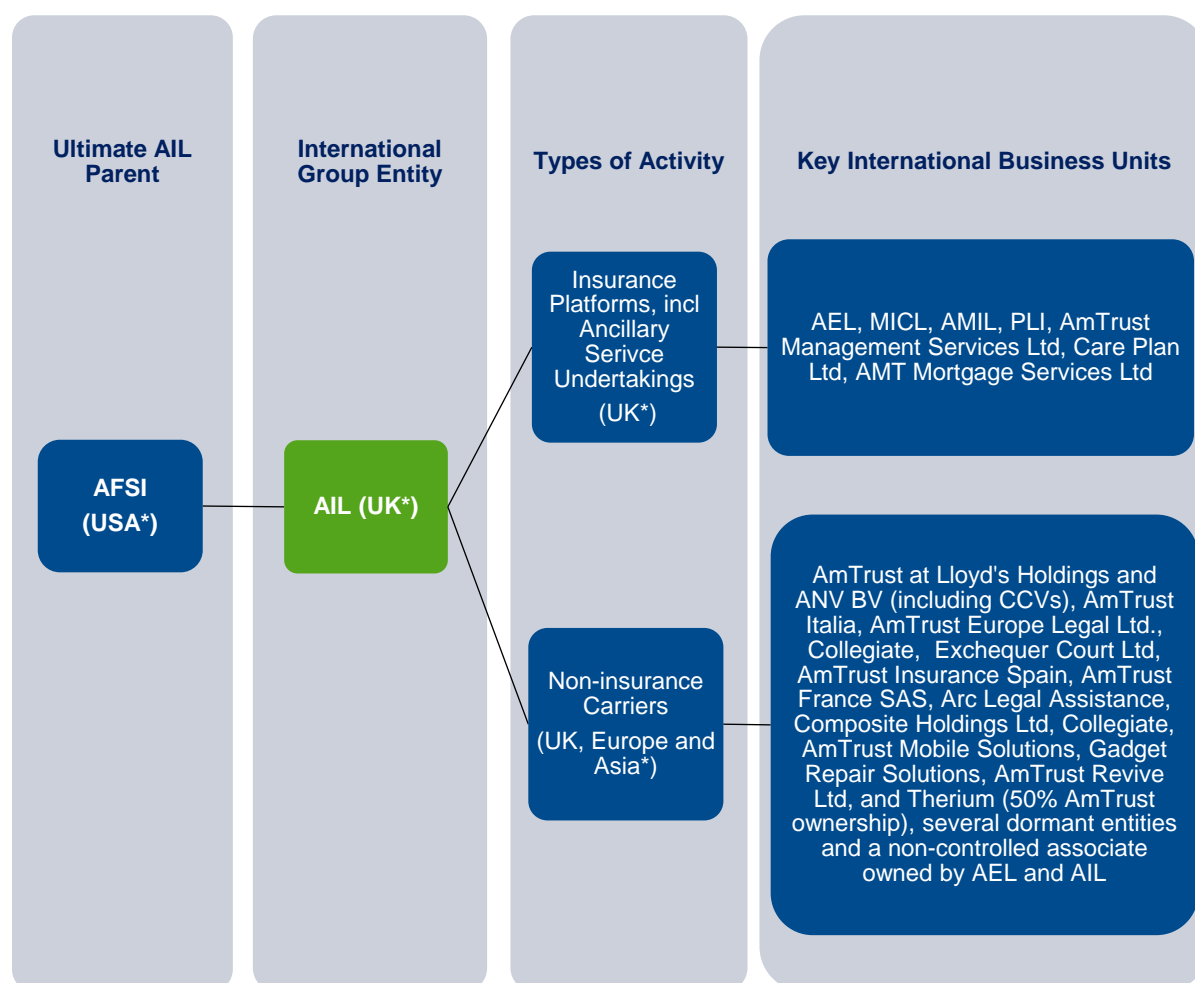 Ultimate AIL
Parent
International
Group Entity
Types of Activity
Key International Business Units
AFSI
(USA*)
AIL (UK*)
Insurance
Platforms, incl
Ancillary
Serivce
Undertakings
(UK*)
AEL, MICL, AMIL, PLI, AmTrust
Management Services Ltd, Care Plan
Ltd, AMT Mortgage Services Ltd
Non-insurance
Carriers
(UK, Europe and
Asia*)
AmTrust at Lloyd's Holdings and
ANV BV (including CCVs), AmTrust
Italia, AmTrust Europe Legal Ltd.,
Collegiate,  Exchequer Court Ltd,
AmTrust Insurance Spain, AmTrust
France SAS, Arc Legal Assistance,
Composite Holdings Ltd, Collegiate,
AmTrust Mobile Solutions, Gadget
Repair Solutions, AmTrust Revive
Ltd, and Therium (50% AmTrust
ownership), several dormant entities
and a non-controlled associate
owned by AEL and AIL